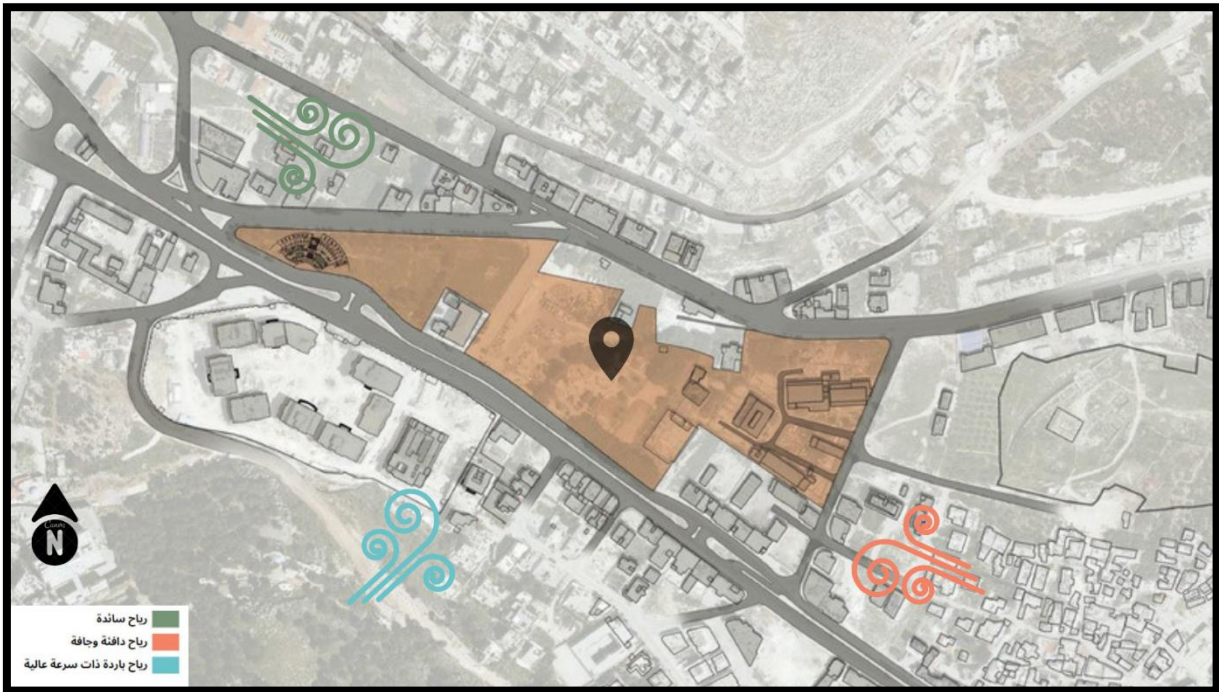 N
رياح سائدة
رياح دافئة وجافة
رياح باردة ذات سرعة عالية